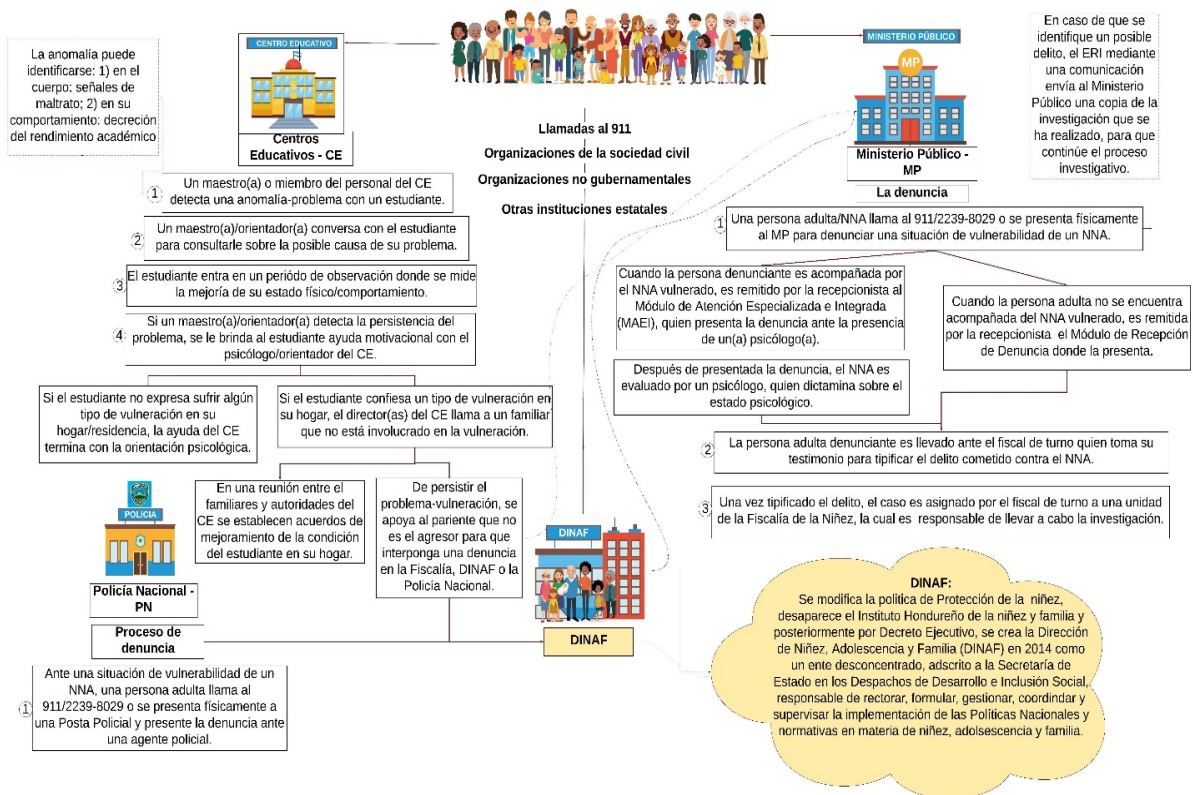 La anomalía puede
identificarse: 1) en el
cuerpo: señales de
maltrato; 2) en su
comportamiento: decreción
del rendimiento académico
CENTRO EDUCATIVO
Centros
Educativos - CE
1
Un maestro(a) o miembro del personal del CE
detecta una anomalía-problema con un estudiante.
2
Un maestro(a)/orientador(a) conversa con el estudiante
para consultarle sobre la posible causa de su problema.
3
El estudiante entra en un periódo de observación donde se mide
la mejoría de su estado físico/comportamiento.
4
Si un maestro(a)/orientador(a) detecta la persistencia del
problema, se le brinda al estudiante ayuda motivacional con el
psicólogo/orientador del CE.
Si el estudiante no expresa sufrir algún
tipo de vulneración en su
hogar/residencia, la ayuda del CE
termina con la orientación psicológica.
Si el estudiante confiesa un tipo de vulneración en
su hogar, el director(as) del CE llama a un familiar
que no está involucrado en la vulneración.
En una reunión entre el
familiares y autoridades del
CE se establecen acuerdos de
mejoramiento de la condición
del estudiante en su hogar.
De persistir el
problema-vulneración, se
apoya al pariente que no
es el agresor para que
interponga una denuncia
en la Fiscalía, DINAF o la
Policía Nacional.
Llamadas al 911
Organizaciones de la sociedad civil
Organizaciones no gubernamentales
Otras instituciones estatales
MINISTERIO PÚBLICO
MP
Ministerio Público -
MP
La denuncia
En caso de que se
identifique un posible
delito, el ERI mediante
una comunicación
envía al Ministerio
Público una copia de la
investigación que se
ha realizado, para que
continúe el proceso
investigativo.
1
Una persona adulta/NNA llama al 911/2239-8029 o se presenta físicamente
al MP para denunciar una situación de vulnerabilidad de un NNA.
Cuando la persona denunciante es acompañada por
el NNA vulnerado, es remitido por la recepcionista al
Módulo de Atención Especializada e Integrada
(MAEI), quien presenta la denuncia ante la presencia
de un(a) psicólogo(a).
Cuando la persona adulta no se encuentra
acompañada del NNA vulnerado, es remitida
por la recepcionista el Módulo de Recepción
de Denuncia donde la presenta.
Después de presentada la denuncia, el NNA es
evaluado por un psicólogo, quien dictamina sobre el
estado psicológico.
2
La persona adulta denunciante es llevado ante el fiscal de turno quien toma su
testimonio para tipificar el delito cometido contra el NNA.
3
Una vez tipificado el delito, el caso es asignado por el fiscal de turno a una unidad
de la Fiscalía de la Niñez, la cual es responsable de llevar a cabo la investigación.
POLICIA
Policía Nacional -
PN
Proceso de
denuncia
1
Ante una situación de vulnerabilidad de un
NNA, una persona adulta llama al
911/2239-8029 o se presenta físicamente a
una Posta Policial y presente la denuncia ante
una agente policial.
DINAF
DINAF
DINAF:
Se modifica la politica de Protección de la niñez,
desaparece el Instituto Hondureño de la niñez y familia y
posteriormente por Decreto Ejecutivo, se crea la Dirección
de Niñez, Adolescencia y Familia (DINAF) en 2014 como
un ente desconcentrado, adscrito a la Secretaría de
Estado en los Despachos de Desarrollo e Inclusión Social,
responsable de rectorar, formular, gestionar, coordindar y
supervisar la implementación de las Políticas Nacionales y
normativas en materia de niñez, adolsescencia y familia.